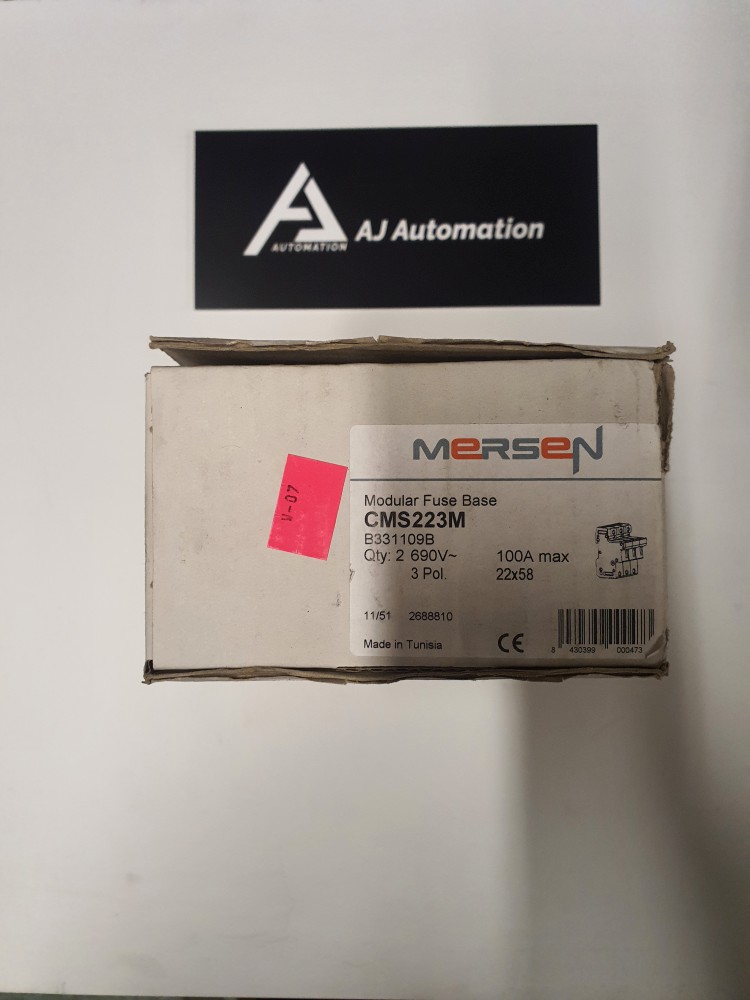 AUTOMATION
AJ Automation
MERSEN
W-07
Modular Fuse Base
CMS223M
B331109B
Qty: 2 690V~ 100A max
3 Pol. 22x58
11/51 2688810
Made in Tunisia CE
8 430399 000473